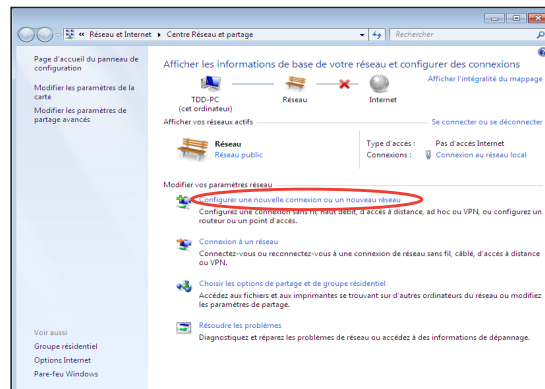 « Réseau et Internet ▸ Centre Réseau et partage
Rechercher
Page d'accueil du panneau de
configuration
Modifier les paramètres de la
carte
Modifier les paramètres de
partage avancés
Voir aussi
Groupe résidentiel
Options Internet
Pare-feu Windows
Afficher les informations de base de votre réseau et configurer des connexions
Afficher l'intégralité du mappage
TDD-PC
(cet ordinateur)
Réseau
Internet
Afficher vos réseaux actifs
Se connecter ou se déconnecter
Réseau
Réseau public
Type d'accès : Pas d'accès Internet
Connexions : Connexion au réseau local
Modifier vos paramètres réseau
Configurer une nouvelle connexion ou un nouveau réseau
Configurez une connexion sans fil, haut débit, d'accès à distance, ad hoc ou VPN, ou configurez un
routeur ou un point d'accès.
Connexion à un réseau
Connectez-vous ou reconnectez-vous à une connexion de réseau sans fil, câblé, d'accès à distance
ou VPN.
Choisir les options de partage et de groupe résidentiel
Accédez aux fichiers et aux imprimantes se trouvant sur d'autres ordinateurs du réseau ou modifiez
les paramètres de partage.
Résoudre les problèmes
Diagnostiquez et réparez les problèmes de réseau ou accédez à des informations de dépannage.